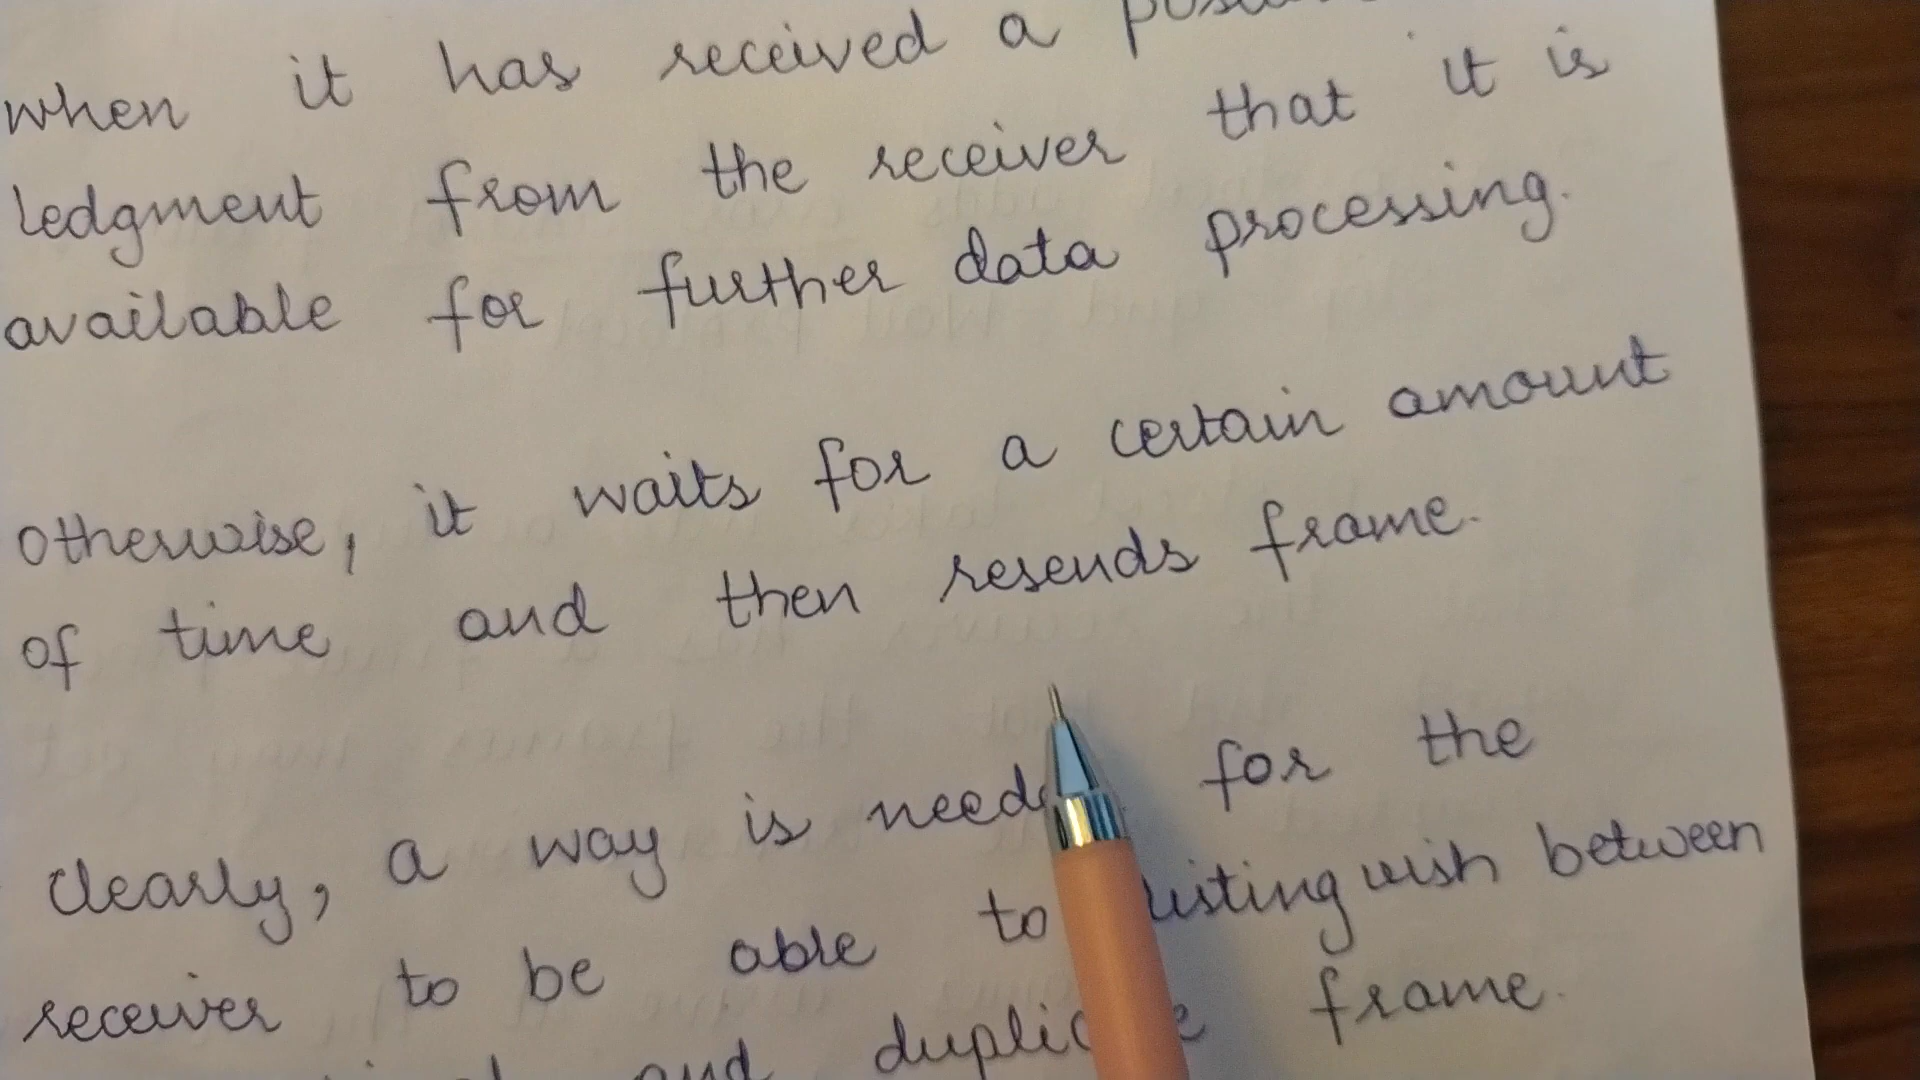 when it has received a
ledgment from the receiver that it is
available for further data processing.
otherwise, it waits for a certain amount
of time and then resends frame.
clearly, a way is for the
receiver to be able to between
and frame.